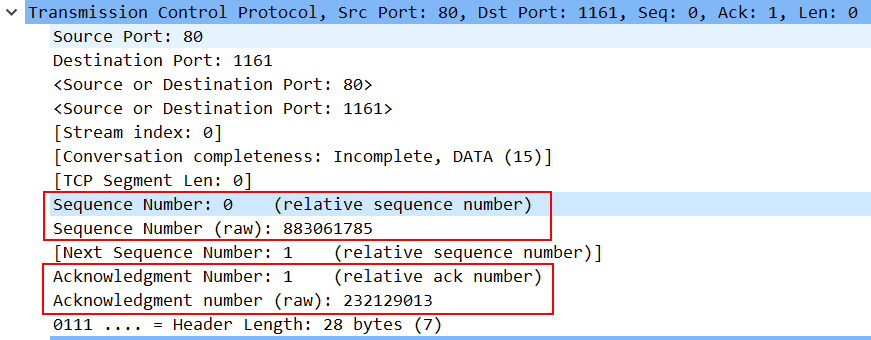 Transmission Control Protocol, Src Port: 80, Dst Port: 1161, Seq: 0, Ack: 1, Len: 0
Source Port: 80
Destination Port: 1161
<Source or Destination Port: 80>
<Source or Destination Port: 1161>
[Stream index: 0]
[Conversation completeness: Incomplete, DATA (15)]
[TCP Segment Len: 0]
Sequence Number: 0    (relative sequence number)
Sequence Number (raw): 883061785
[Next Sequence Number: 1    (relative sequence number)]
Acknowledgment Number: 1    (relative ack number)
Acknowledgment number (raw): 232129013
0111 .... = Header Length: 28 bytes (7)